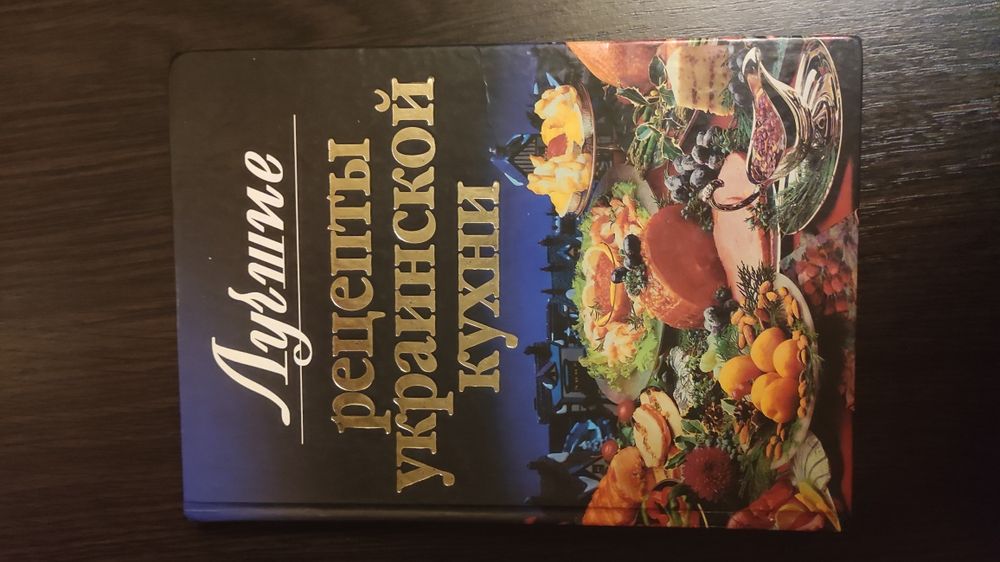 Лучшие
рецепты
украинской
кухни